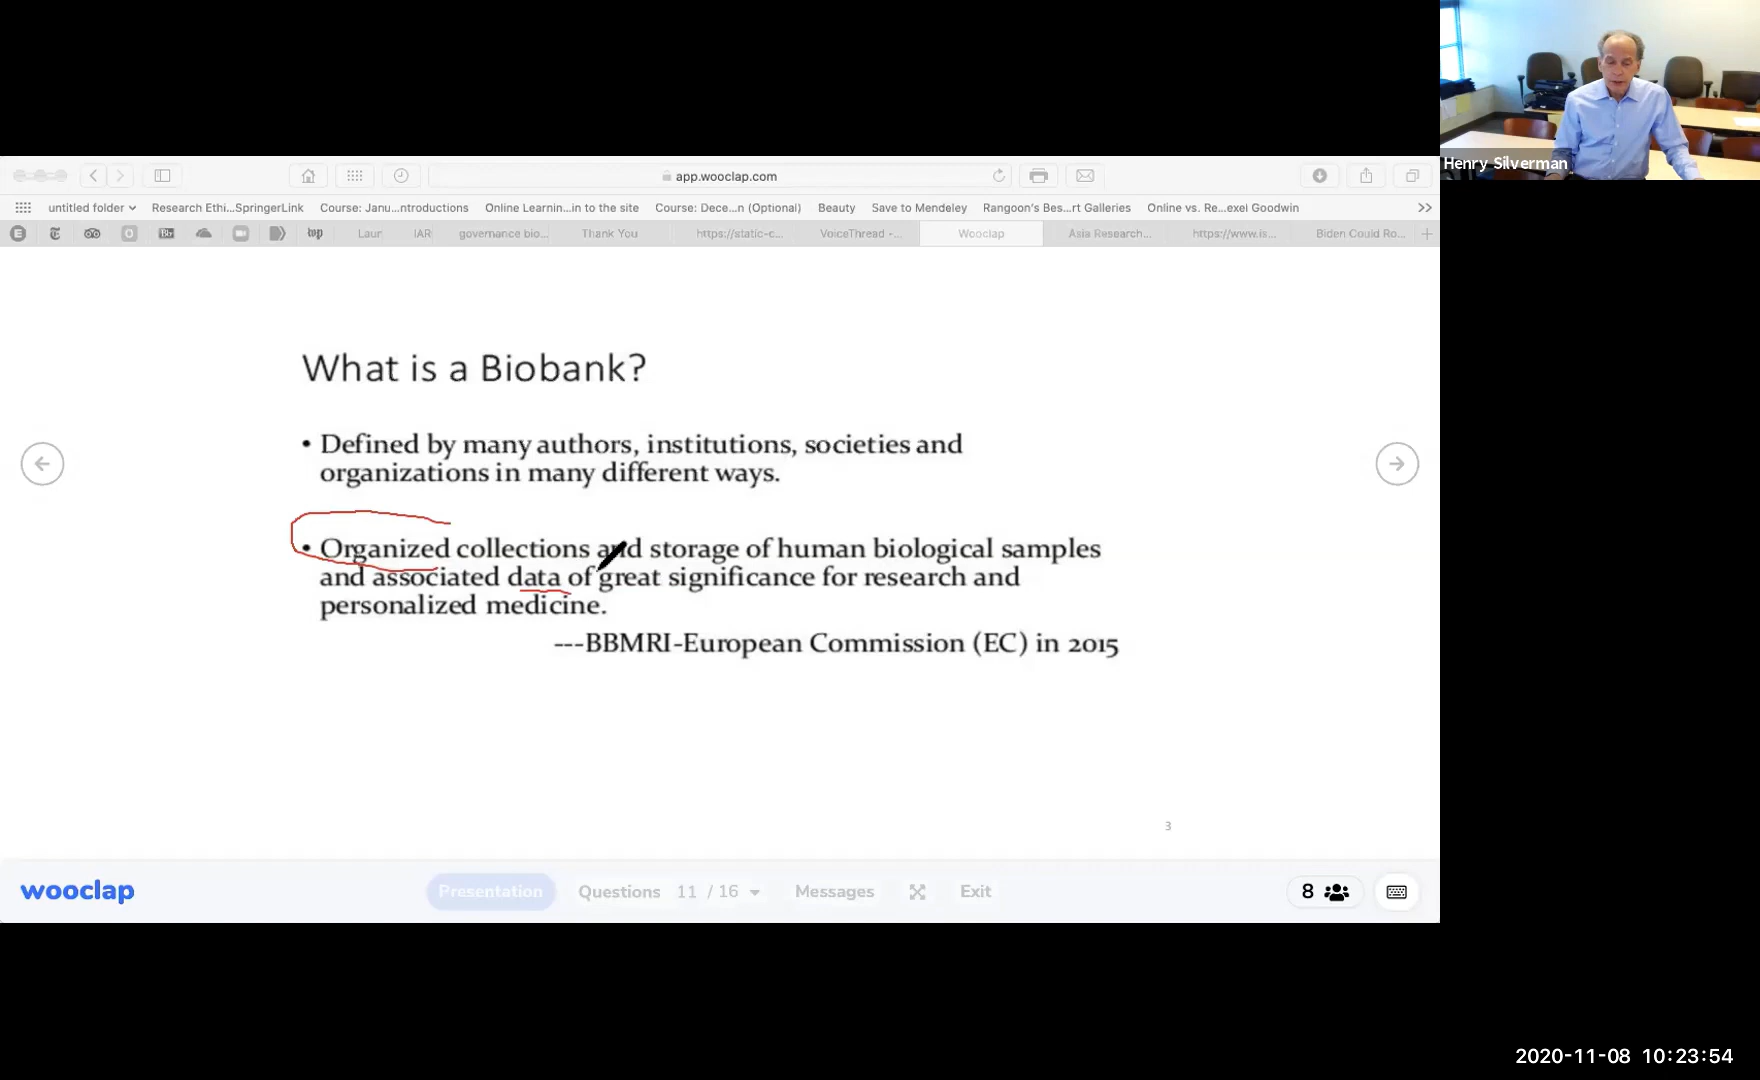 Henry Silverman
app.wooclap.com
untitled folder Research Ethi...SpringerLink Course: Janu...ntroductions Online Learnin...in to the site Course: Dece...n (Optional) Beauty Save to Mendeley Rangoon's Bes...rt Galleries Online vs. Re...exel Goodwin
Laur IAR governance bio... Thank You https://static-c... VoiceThread -... Wooclap Asia Research... https://www.is... Biden Could Ro...
What is a Biobank?
• Defined by many authors, institutions, societies and
organizations in many different ways.
• Organized collections and storage of human biological samples
and associated data of great significance for research and
personalized medicine.
---BBMRI-European Commission (EC) in 2015
3
wooclap Presentation Questions 11 / 16 Messages Exit 8
2020-11-08 10:23:54